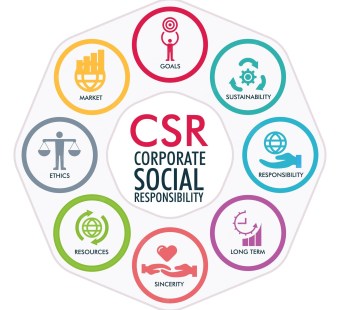 GOALS
MARKET
SUSTAINABILITY
CSR
CORPORATE
SOCIAL
RESPONSIBILITY
ETHICS
RESPONSIBILITY
RESOURCES
LONG TERM
SINCERITY